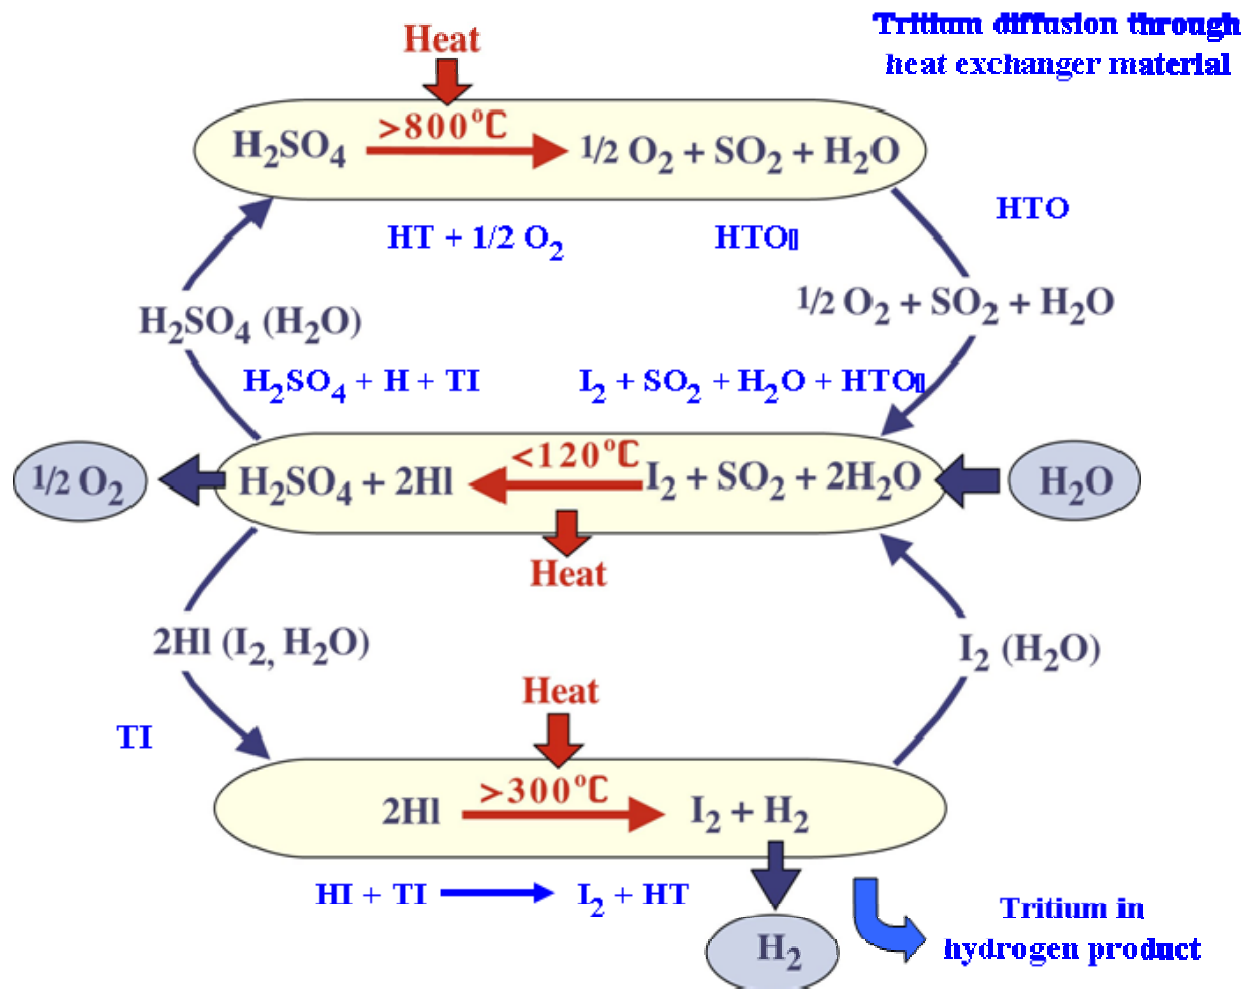 Heat
Tritium diffusion through
heat exchanger material
>800°C
H₂SO₄ 1/2 O₂ + SO₂ + H₂O
HTO
HT + 1/2 O₂ HTO▯
H₂SO₄ (H₂O) 1/2 O₂ + SO₂ + H₂O
H₂SO₄ + H + TI I₂ + SO₂ + H₂O + HTO▯
<120°C
1/2 O₂ H₂SO₄ + 2Hl I₂ + SO₂ + 2H₂O H₂O
Heat
2Hl (I₂, H₂O) I₂ (H₂O)
Heat
TI
>300°C
2Hl I₂ + H₂
HI + TI I₂ + HT
Tritium in
hydrogen product
H₂